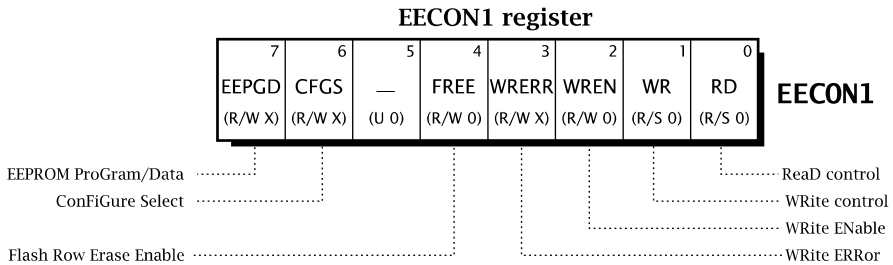 EECON1 register
7 6 5 4 3 2 1 0
EEPGD CFGS — FREE WRERR WREN WR RD
EECON1
(R/W X) (R/W X) (U 0) (R/W 0) (R/W X) (R/W 0) (R/S 0) (R/S 0)
EEPROM ProGram/Data ReaD control
ConFiGure Select WRite control
WRite ENable
Flash Row Erase Enable WRite ERRor